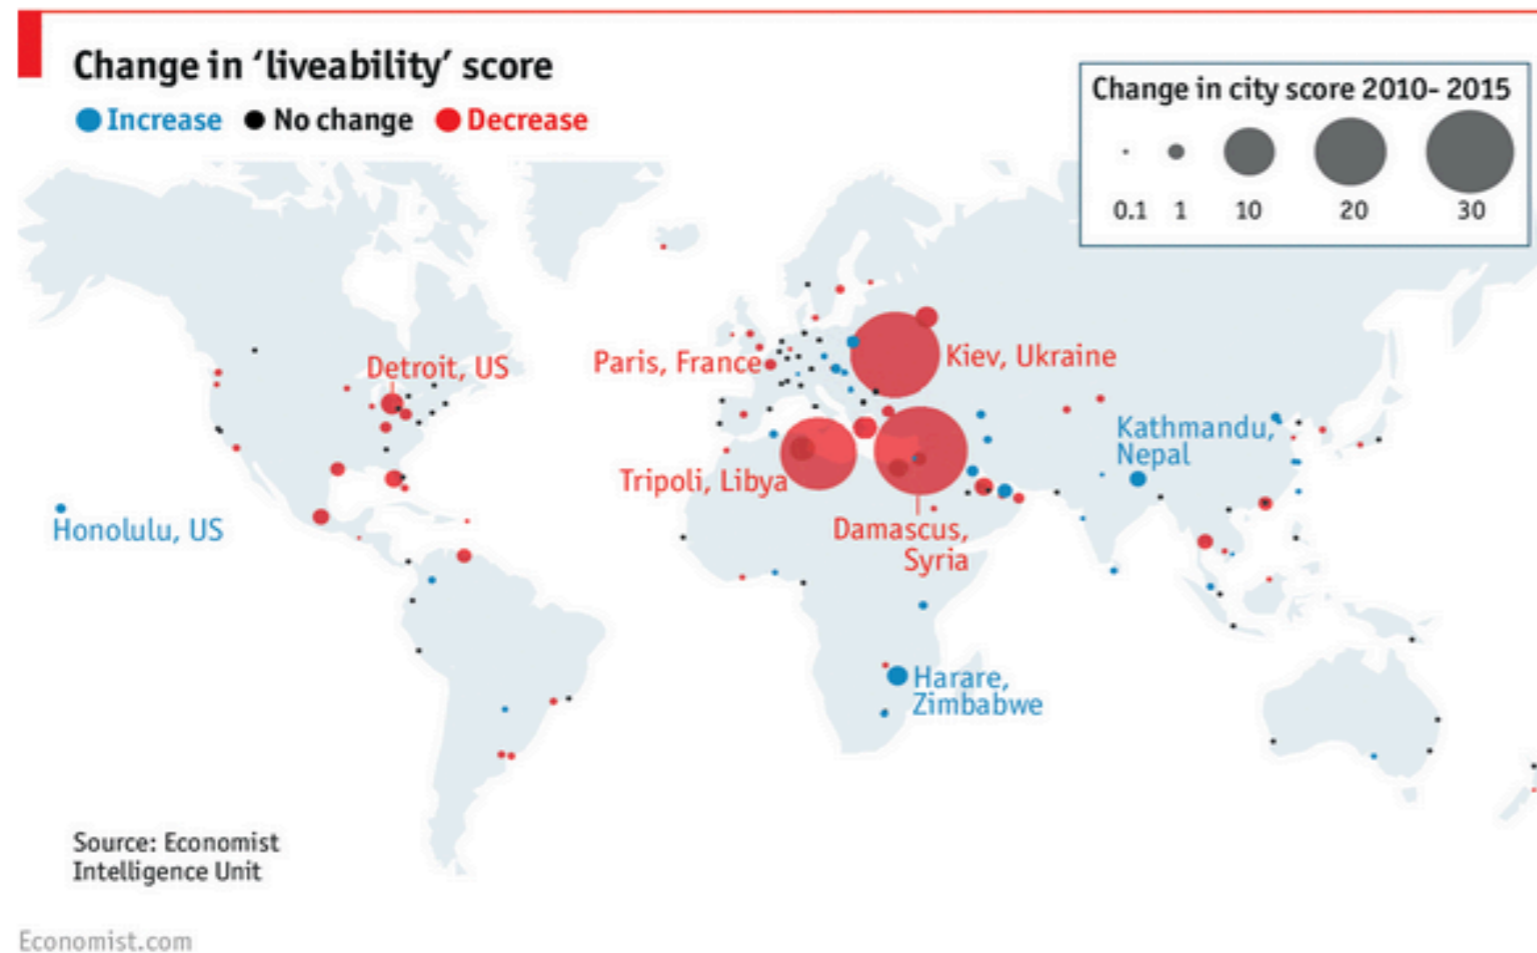 Change in ‘liveability’ score
Increase No change Decrease
Change in city score 2010- 2015
0.1 1 10 20 30
Detroit, US
Paris, France
Kiev, Ukraine
Kathmandu,
Nepal
Tripoli, Libya
Honolulu, US
Damascus,
Syria
Harare,
Zimbabwe
Source: Economist
Intelligence Unit
Economist.com